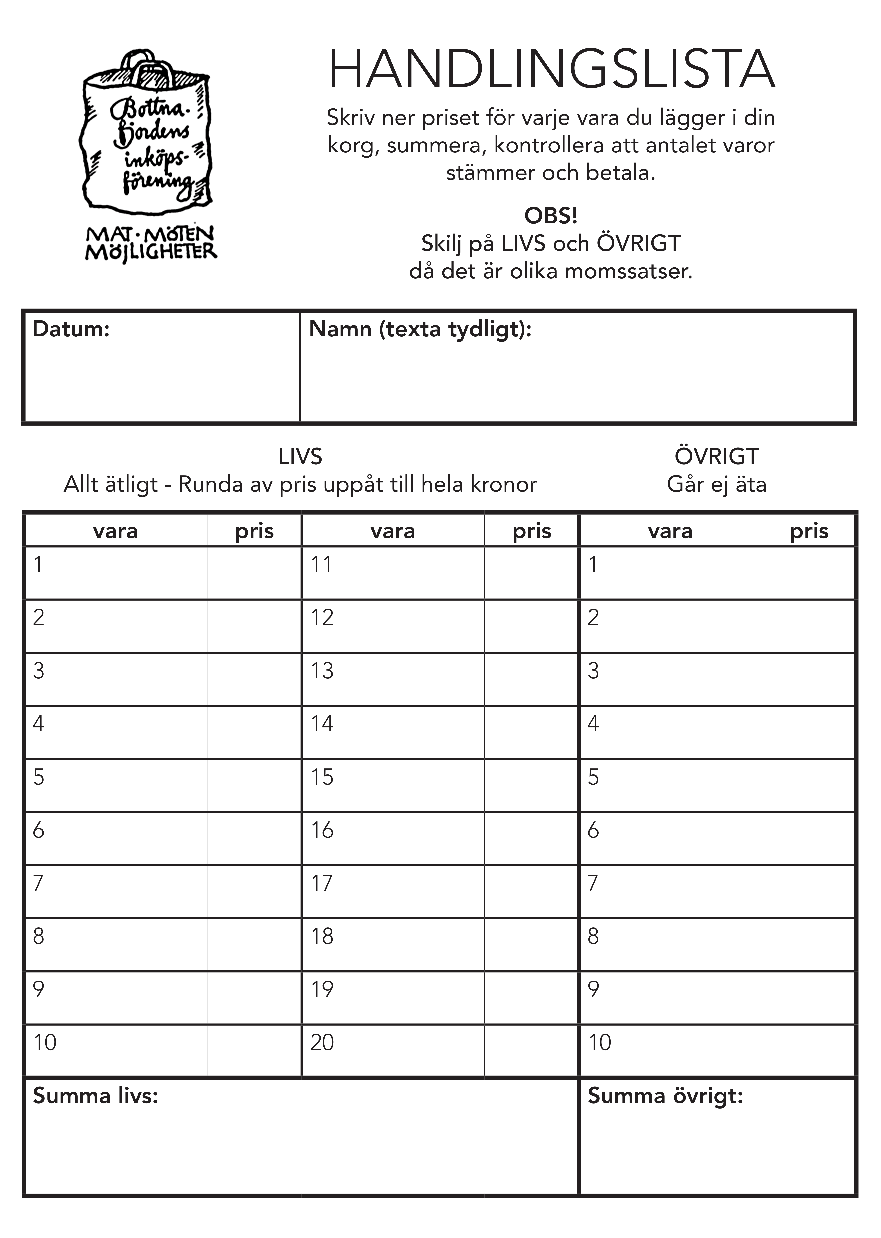 Bottna-
fjordens
inköps-
förening
MAT · MÖTEN
MÖJLIGHETER
HANDLINGSLISTA
Skriv ner priset för varje vara du lägger i din
korg, summera, kontrollera att antalet varor
stämmer och betala.
OBS!
Skilj på LIVS och ÖVRIGT
då det är olika momssatser.
Datum: Namn (texta tydligt):
LIVS
Allt ätligt - Runda av pris uppåt till hela kronor
ÖVRIGT
Går ej äta
vara pris vara pris vara pris
1 11 1
2 12 2
3 13 3
4 14 4
5 15 5
6 16 6
7 17 7
8 18 8
9 19 9
10 20 10
Summa livs: Summa övrigt: